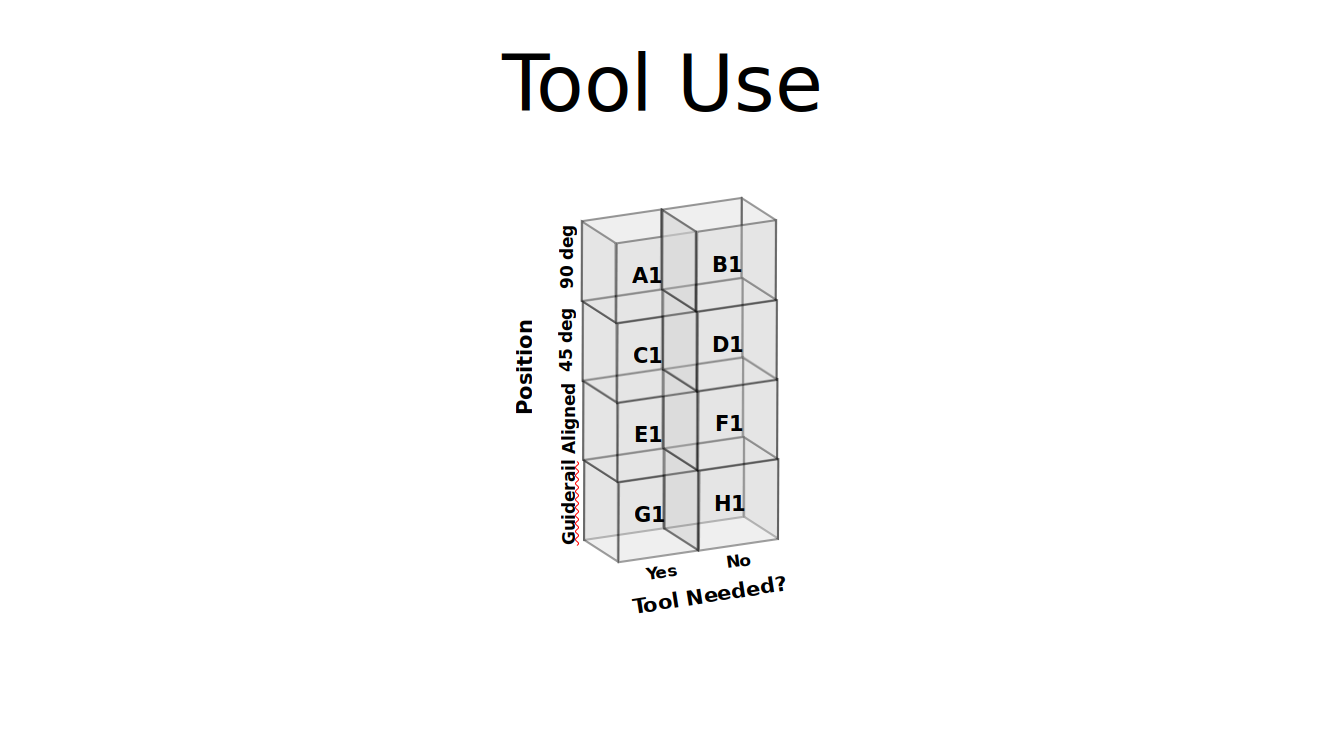 Tool Use
Position
90 deg
45 deg
Aligned
Guiderail
A1
B1
C1
D1
E1
F1
G1
H1
Yes
No
Tool Needed?